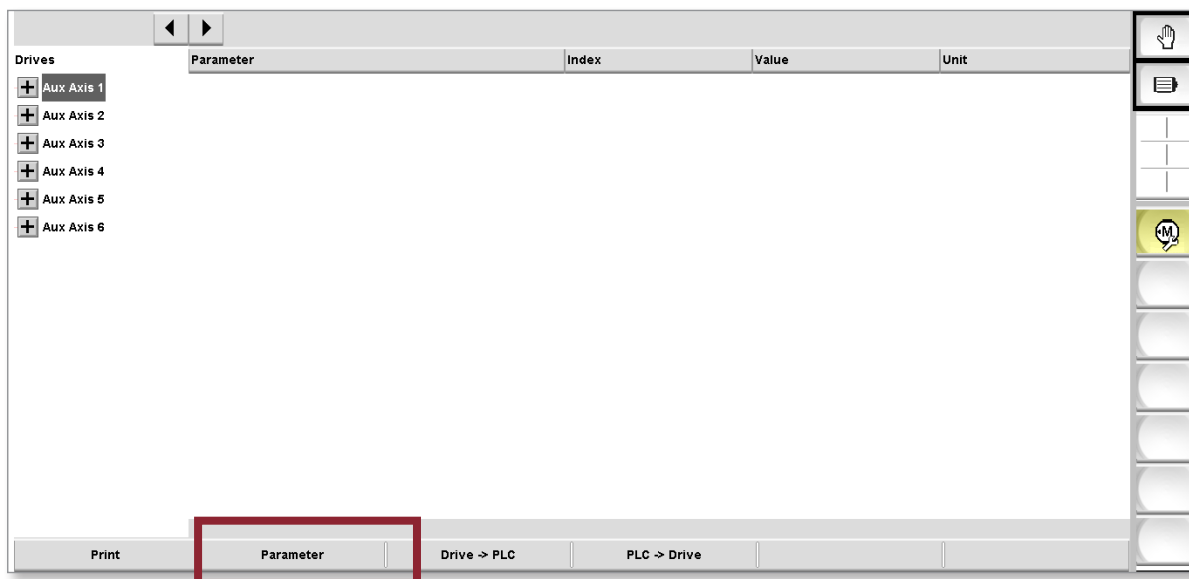 Drives Parameter Index Value Unit
Aux Axis 1
Aux Axis 2
Aux Axis 3
Aux Axis 4
Aux Axis 5
Aux Axis 6
M
Print Parameter Drive -> PLC PLC -> Drive